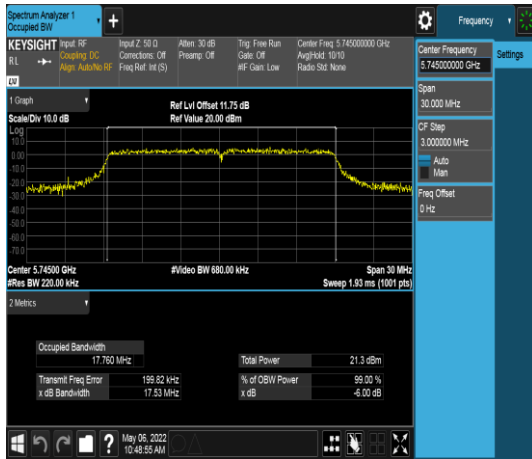 Spectrum Analyzer 1
Occupied BW
Frequency
KEYSIGHT
RL
Input: RF
Coupling: DC
Align: Auto/No RF
Input Z: 50 Ω
Corrections: Off
Freq Ref: Int (S)
Atten: 30 dB
Preamp: Off
Trig: Free Run
Gate: Off
#IF Gain: Low
Center Freq: 5.745000000 GHz
Avg|Hold: 10/10
Radio Std: None
LXI
Center Frequency
5.745000000 GHz
Settings
Span
30.000 MHz
CF Step
3.000000 MHz
Auto
Man
Freq Offset
0 Hz
1 Graph
Scale/Div 10.0 dB
Ref Lvl Offset 11.75 dB
Ref Value 20.00 dBm
Log
10.0
0.00
-10.0
-20.0
-30.0
-40.0
-50.0
-60.0
-70.0
Center 5.74500 GHz
#Video BW 680.00 kHz
Span 30 MHz
#Res BW 220.00 kHz
Sweep 1.93 ms (1001 pts)
2 Metrics
Occupied Bandwidth
17.760 MHz
Total Power
21.3 dBm
Transmit Freq Error
199.82 kHz
% of OBW Power
99.00 %
x dB Bandwidth
17.53 MHz
x dB
-6.00 dB
May 06, 2022
10:48:55 AM